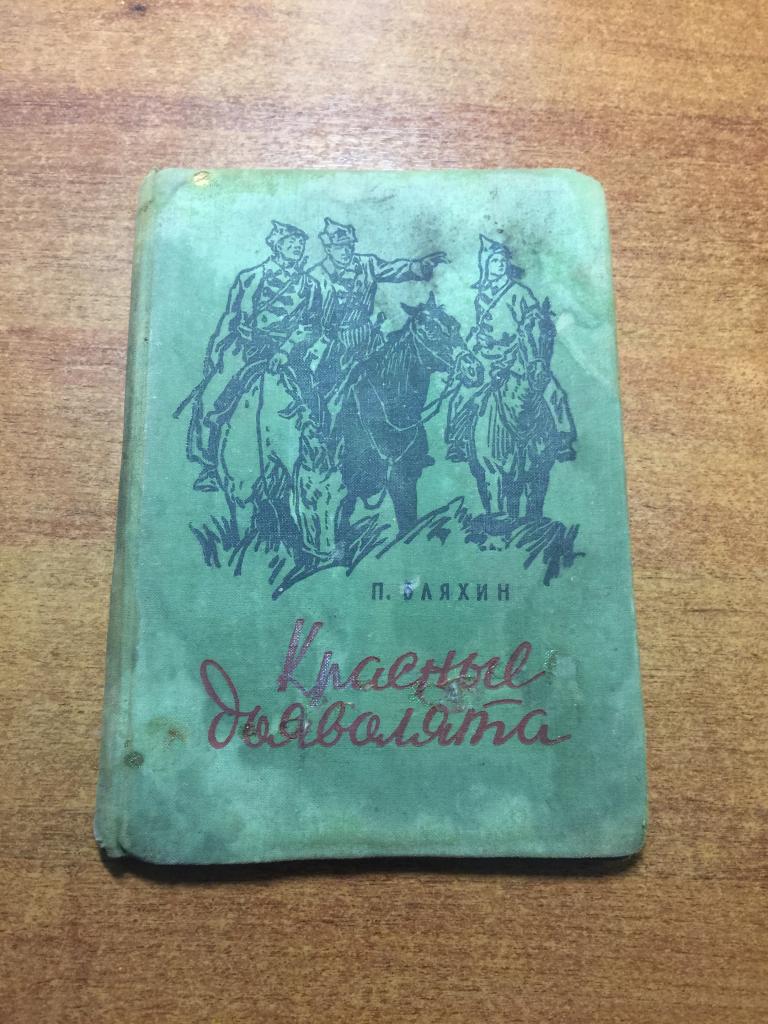 П. БЛЯХИН
Красные
дьяволята